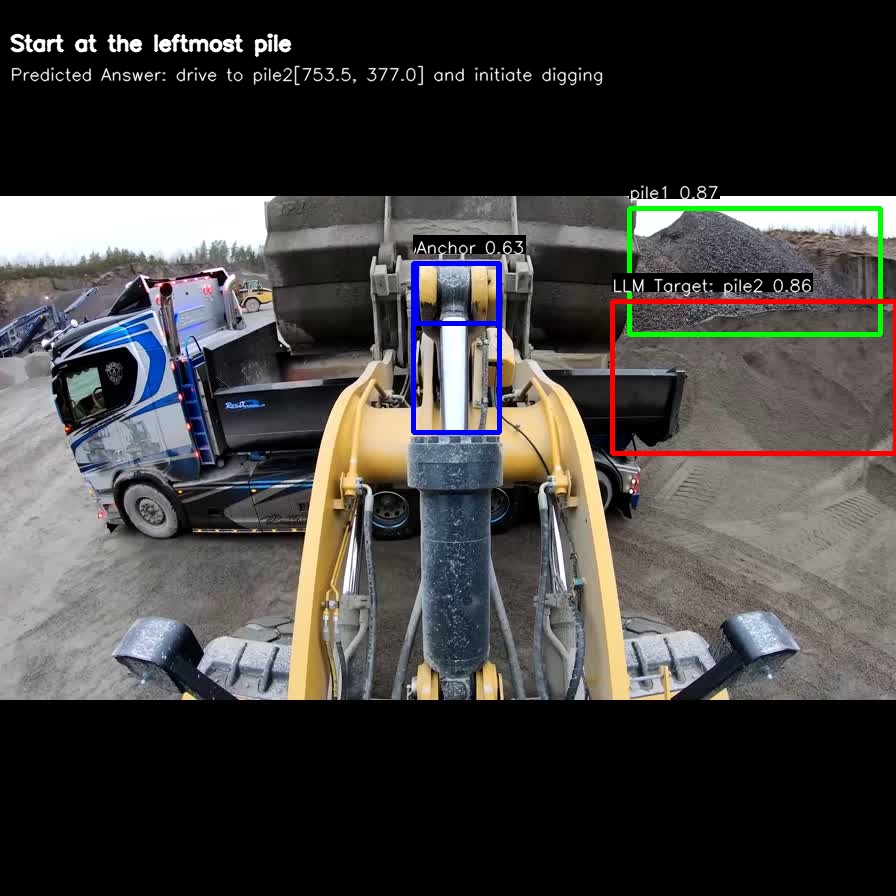 Start at the leftmost pile
Predicted Answer: drive to pile2[753.5, 377.0] and initiate digging
pile1 0.87
Anchor 0.63
LLM Target: pile2 0.86